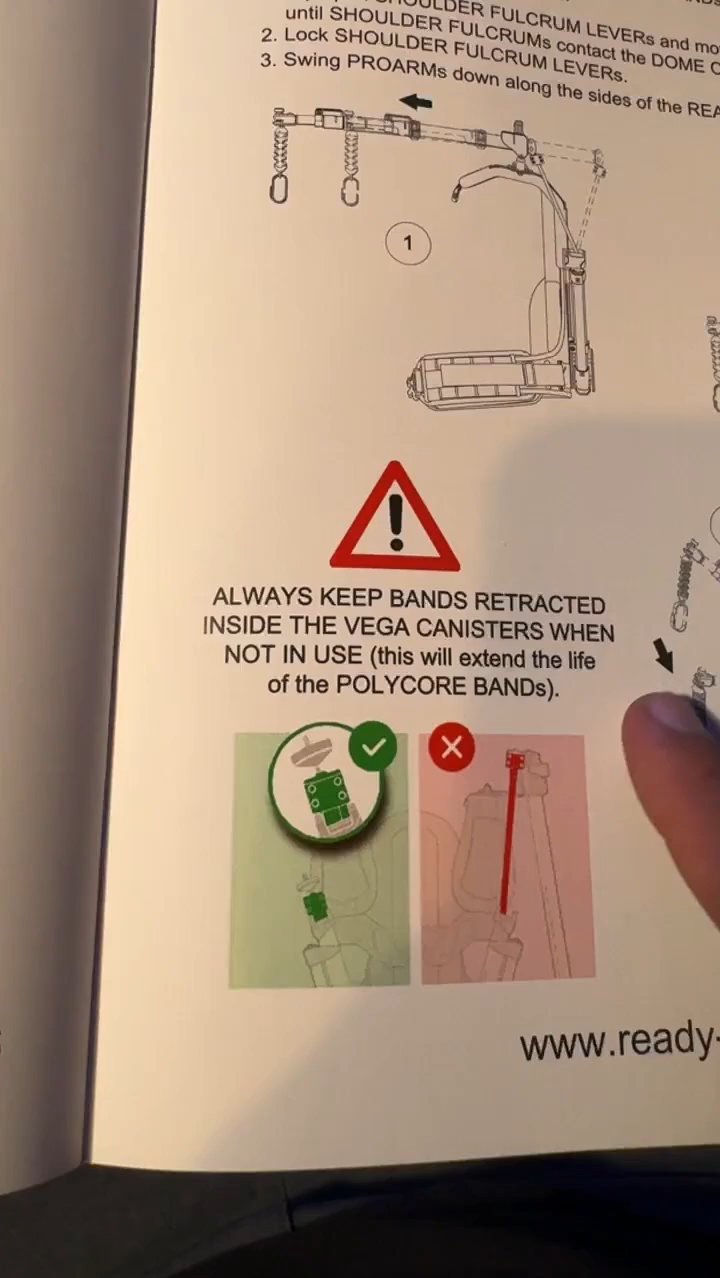 SHOULDER FULCRUM LEVERs and
until SHOULDER FULCRUMs contact the DOME
2. Lock SHOULDER FULCRUM LEVERs.
3. Swing PROARMs down along the sides of the
1
ALWAYS KEEP BANDS RETRACTED
INSIDE THE VEGA CANISTERS WHEN
NOT IN USE (this will extend the life
of the POLYCORE BANDs).
www.ready-